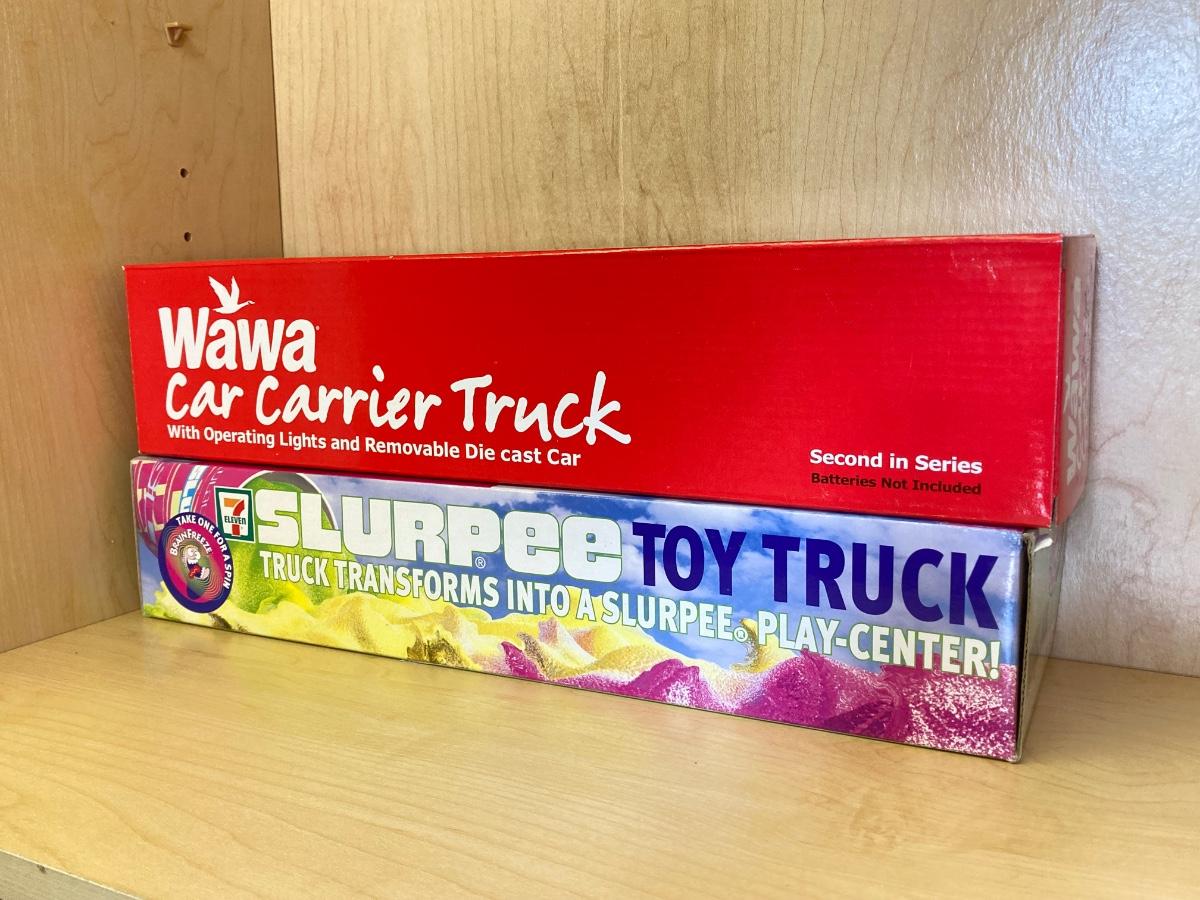 Wawa
Car Carrier Truck
With Operating Lights and Removable Die cast Car
Second in Series
Batteries Not Included
Wawa
7
ELEVEN
SLURPEE® TOY TRUCK
TRUCK TRANSFORMS INTO A SLURPEE® PLAY-CENTER!
TAKE ONE FOR A SPIN
BRAINFREEZE